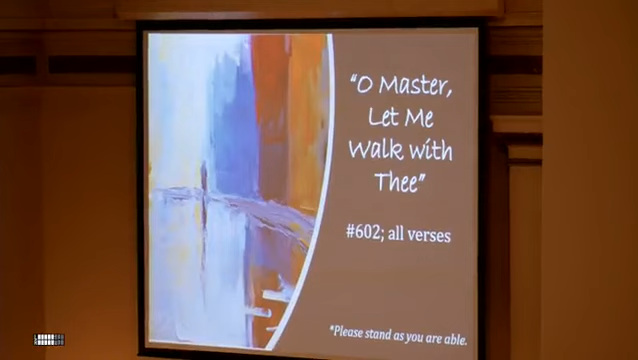 “O Master,
Let Me
Walk with
Thee”
#602; all verses
*Please stand as you are able.